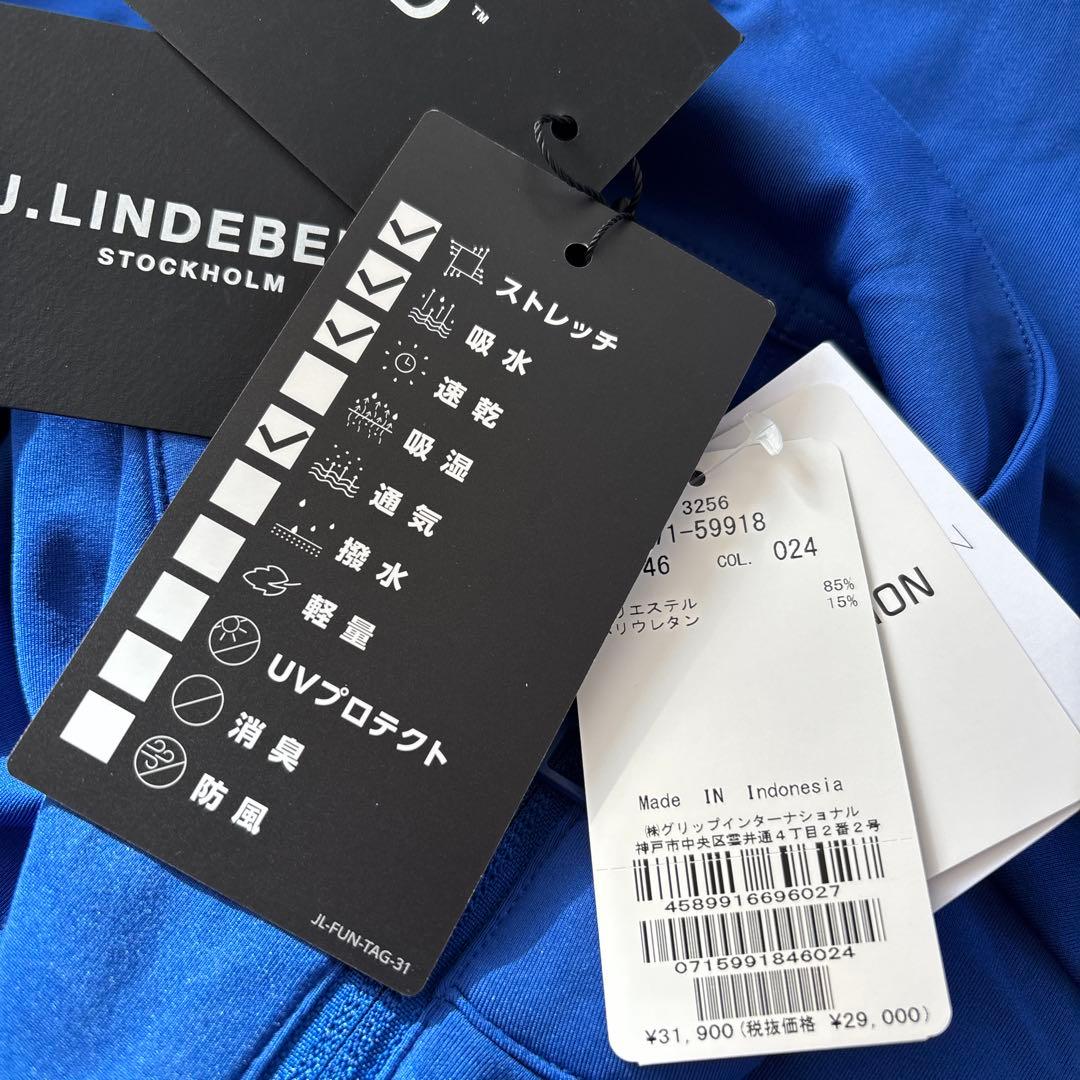 ™
J.LINDEBE
STOCKHOLM
ストレッチ
吸水
速乾
吸湿
通気
撥水
軽量
UVプロテクト
消臭
防風
JL-FUN-TAG-31
3256
71-59918
46 COL. 024
リエステル 85%
リウレタン 15%
ION
Made IN Indonesia
㈱グリップインターナショナル
神戸市中央区雲井通4丁目2番2号
4589916696027
0715991846024
¥31,900(税抜価格 ¥29,000)